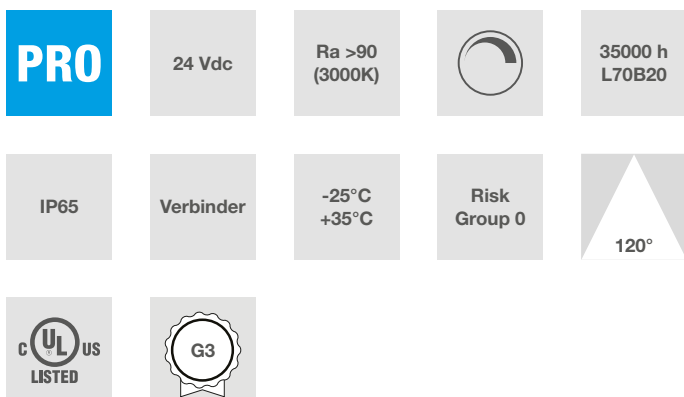 PRO
24 Vdc
Ra >90
(3000K)
35000 h
L70B20
IP65
Verbinder
-25°C
+35°C
Risk
Group 0
120°
C UL® US
LISTED
G3